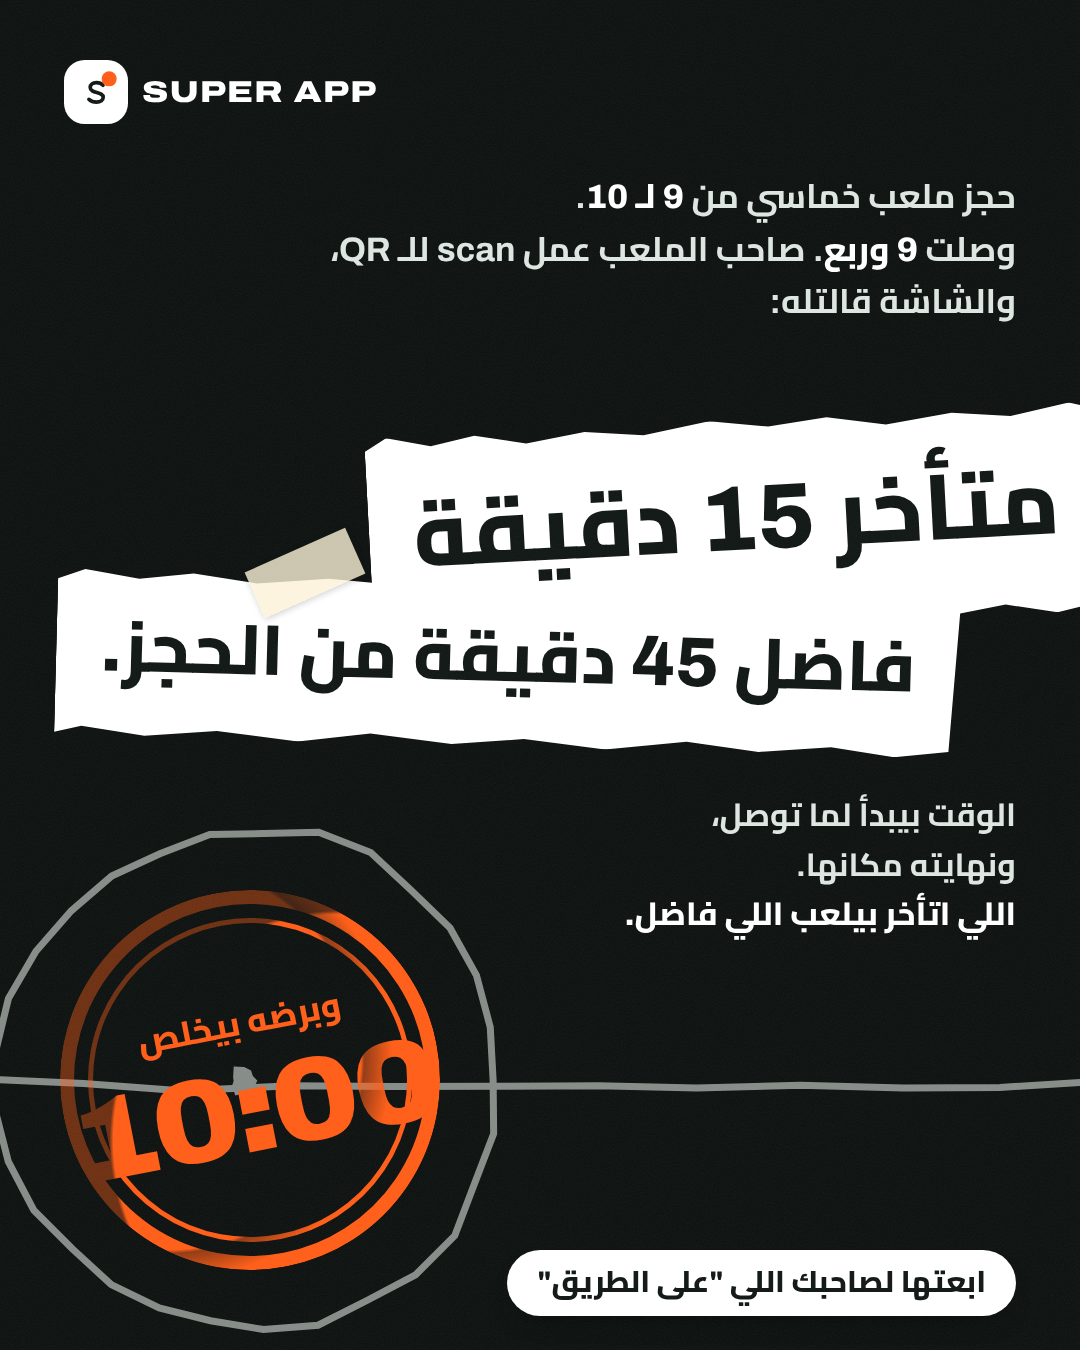 SUPER APP
حجز ملعب خماسي من 9 لـ 10.
وصلت 9 وربع. صاحب الملعب عمل scan للـ QR،
والشاشة قالتله:
متأخر 15 دقيقة
فاضل 45 دقيقة من الحجز.
الوقت بيبدأ لما توصل،
ونهايته مكانها.
اللي اتأخر بيلعب اللي فاضل.
وبرضه بيخلص
10:00
ابعتها لصاحبك اللي "على الطريق"